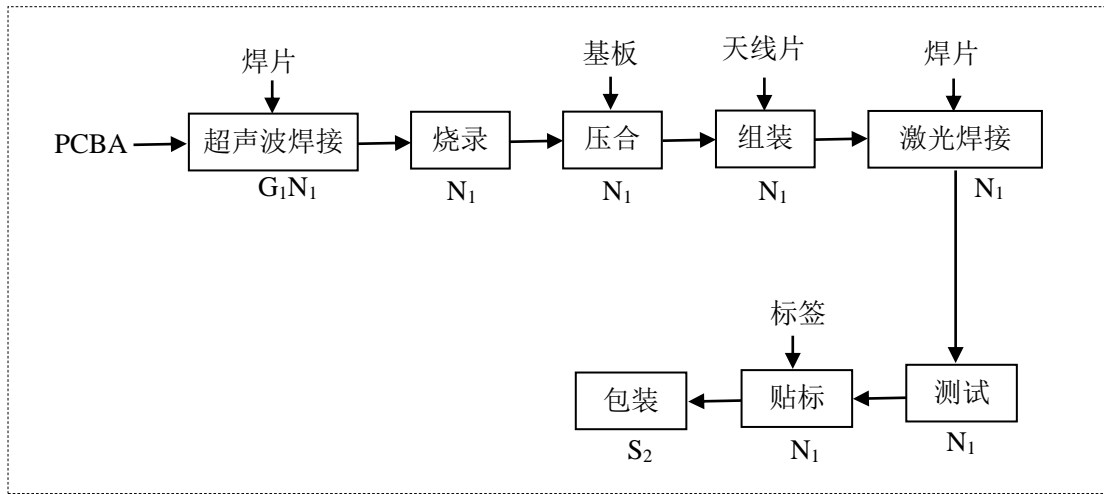 焊片
基板
天线片
焊片
PCBA
超声波焊接
烧录
压合
组装
激光焊接
G₁N₁
N₁
N₁
N₁
N₁
标签
包装
贴标
测试
S₂
N₁
N₁